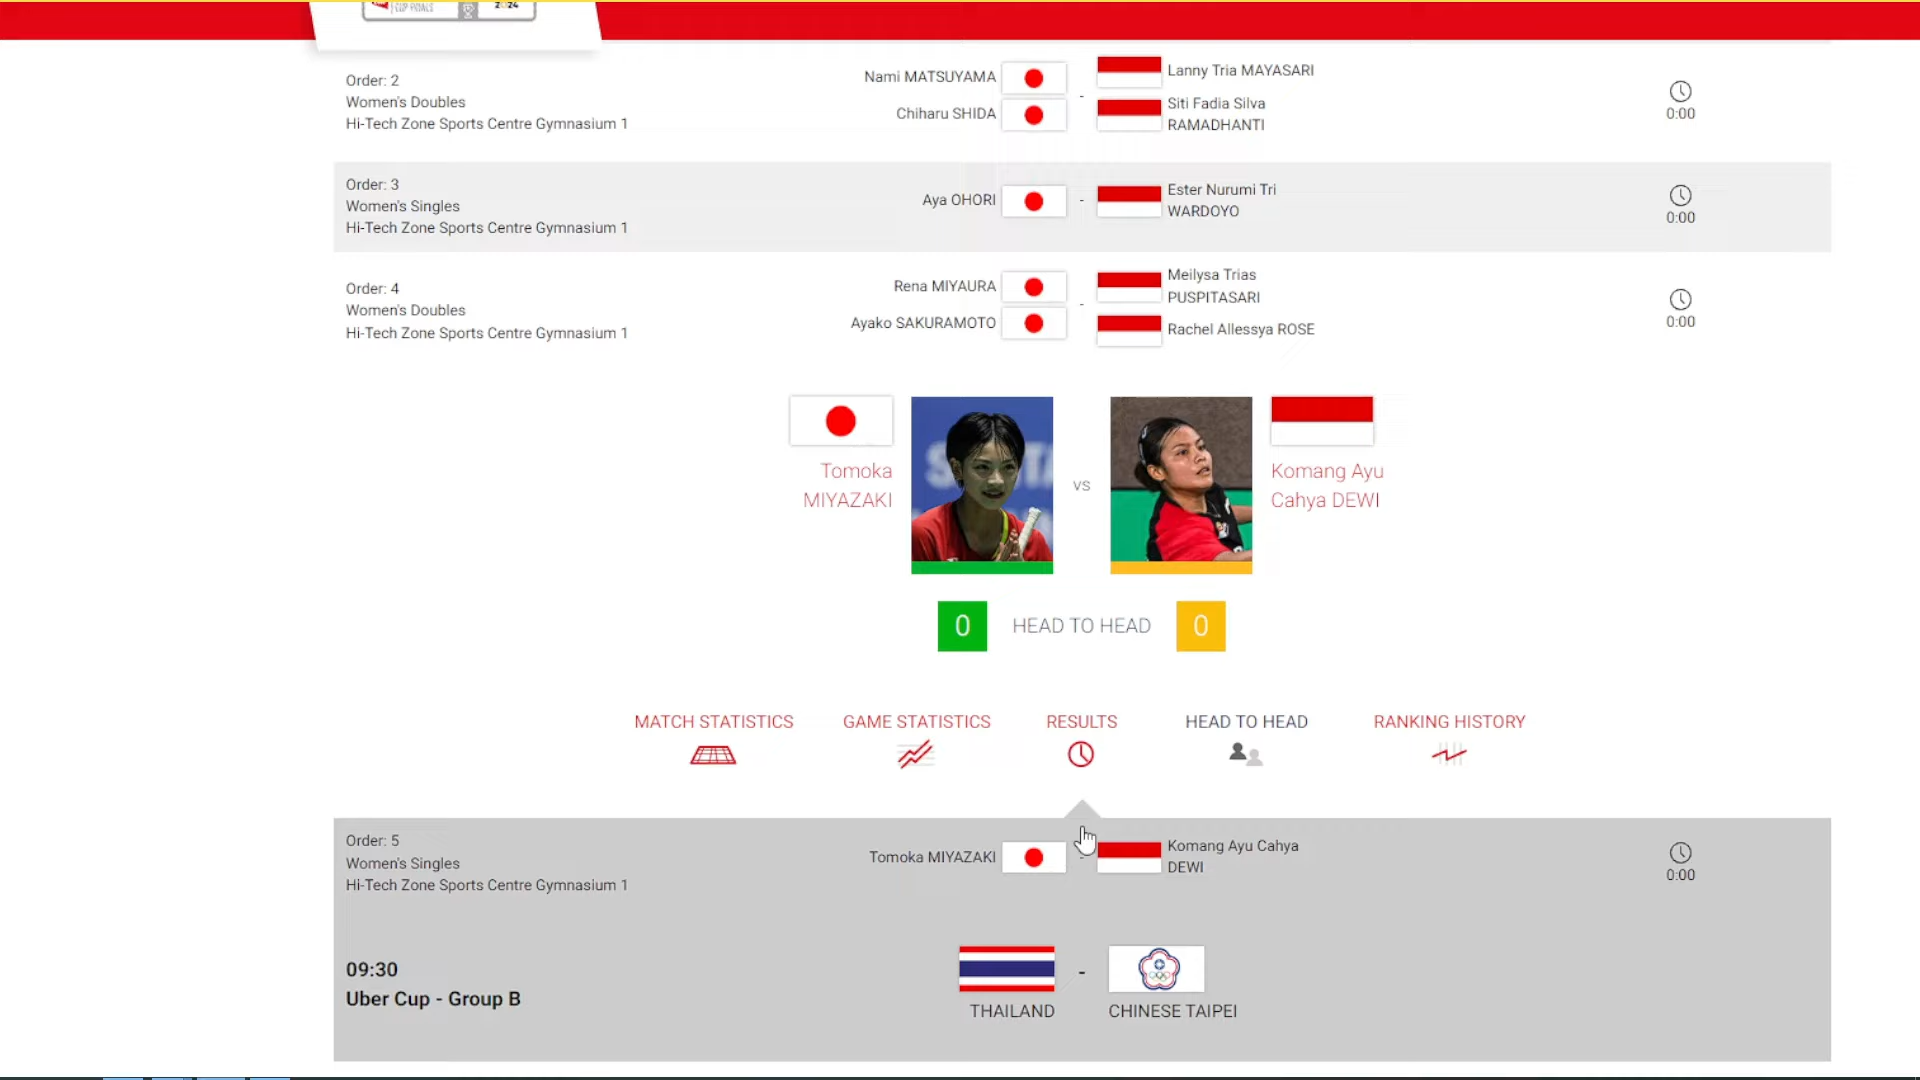 CUP FINALS
2024
Order: 2
Women's Doubles
Hi-Tech Zone Sports Centre Gymnasium 1
Nami MATSUYAMA
Chiharu SHIDA
-
Lanny Tria MAYASARI
Siti Fadia Silva
RAMADHANTI
0:00
Order: 3
Women's Singles
Hi-Tech Zone Sports Centre Gymnasium 1
Aya OHORI
-
Ester Nurumi Tri
WARDOYO
0:00
Order: 4
Women's Doubles
Hi-Tech Zone Sports Centre Gymnasium 1
Rena MIYAURA
Ayako SAKURAMOTO
-
Meilysa Trias
PUSPITASARI
Rachel Allessya ROSE
0:00
Tomoka
MIYAZAKI
vs
Komang Ayu
Cahya DEWI
0 HEAD TO HEAD 0
MATCH STATISTICS
GAME STATISTICS
RESULTS
HEAD TO HEAD
RANKING HISTORY
Order: 5
Women's Singles
Hi-Tech Zone Sports Centre Gymnasium 1
Tomoka MIYAZAKI
-
Komang Ayu Cahya
DEWI
0:00
09:30
Uber Cup - Group B
THAILAND
-
CHINESE TAIPEI